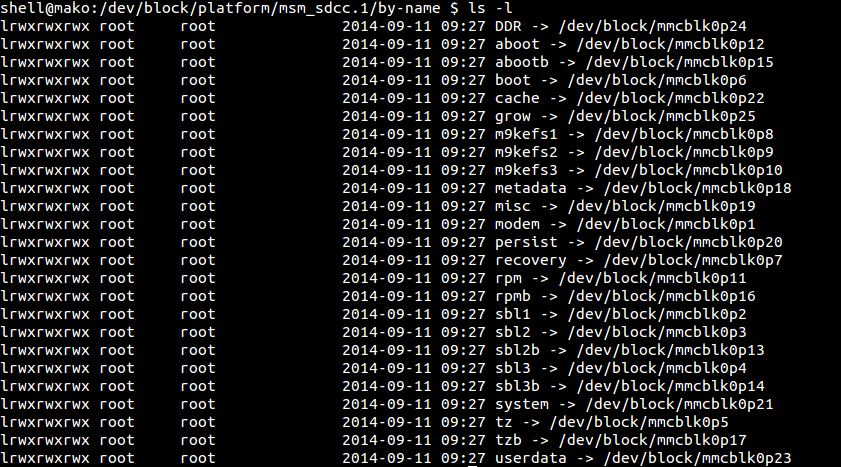 shell@mako:/dev/block/platform/msm_sdcc.1/by-name $ ls -l
lrwxrwxrwx root     root              2014-09-11 09:27 DDR -> /dev/block/mmcblk0p24
lrwxrwxrwx root     root              2014-09-11 09:27 aboot -> /dev/block/mmcblk0p12
lrwxrwxrwx root     root              2014-09-11 09:27 abootb -> /dev/block/mmcblk0p15
lrwxrwxrwx root     root              2014-09-11 09:27 boot -> /dev/block/mmcblk0p6
lrwxrwxrwx root     root              2014-09-11 09:27 cache -> /dev/block/mmcblk0p22
lrwxrwxrwx root     root              2014-09-11 09:27 grow -> /dev/block/mmcblk0p25
lrwxrwxrwx root     root              2014-09-11 09:27 m9kefs1 -> /dev/block/mmcblk0p8
lrwxrwxrwx root     root              2014-09-11 09:27 m9kefs2 -> /dev/block/mmcblk0p9
lrwxrwxrwx root     root              2014-09-11 09:27 m9kefs3 -> /dev/block/mmcblk0p10
lrwxrwxrwx root     root              2014-09-11 09:27 metadata -> /dev/block/mmcblk0p18
lrwxrwxrwx root     root              2014-09-11 09:27 misc -> /dev/block/mmcblk0p19
lrwxrwxrwx root     root              2014-09-11 09:27 modem -> /dev/block/mmcblk0p1
lrwxrwxrwx root     root              2014-09-11 09:27 persist -> /dev/block/mmcblk0p20
lrwxrwxrwx root     root              2014-09-11 09:27 recovery -> /dev/block/mmcblk0p7
lrwxrwxrwx root     root              2014-09-11 09:27 rpm -> /dev/block/mmcblk0p11
lrwxrwxrwx root     root              2014-09-11 09:27 rpmb -> /dev/block/mmcblk0p16
lrwxrwxrwx root     root              2014-09-11 09:27 sbl1 -> /dev/block/mmcblk0p2
lrwxrwxrwx root     root              2014-09-11 09:27 sbl2 -> /dev/block/mmcblk0p3
lrwxrwxrwx root     root              2014-09-11 09:27 sbl2b -> /dev/block/mmcblk0p13
lrwxrwxrwx root     root              2014-09-11 09:27 sbl3 -> /dev/block/mmcblk0p4
lrwxrwxrwx root     root              2014-09-11 09:27 sbl3b -> /dev/block/mmcblk0p14
lrwxrwxrwx root     root              2014-09-11 09:27 system -> /dev/block/mmcblk0p21
lrwxrwxrwx root     root              2014-09-11 09:27 tz -> /dev/block/mmcblk0p5
lrwxrwxrwx root     root              2014-09-11 09:27 tzb -> /dev/block/mmcblk0p17
lrwxrwxrwx root     root              2014-09-11 09:27 userdata -> /dev/block/mmcblk0p23